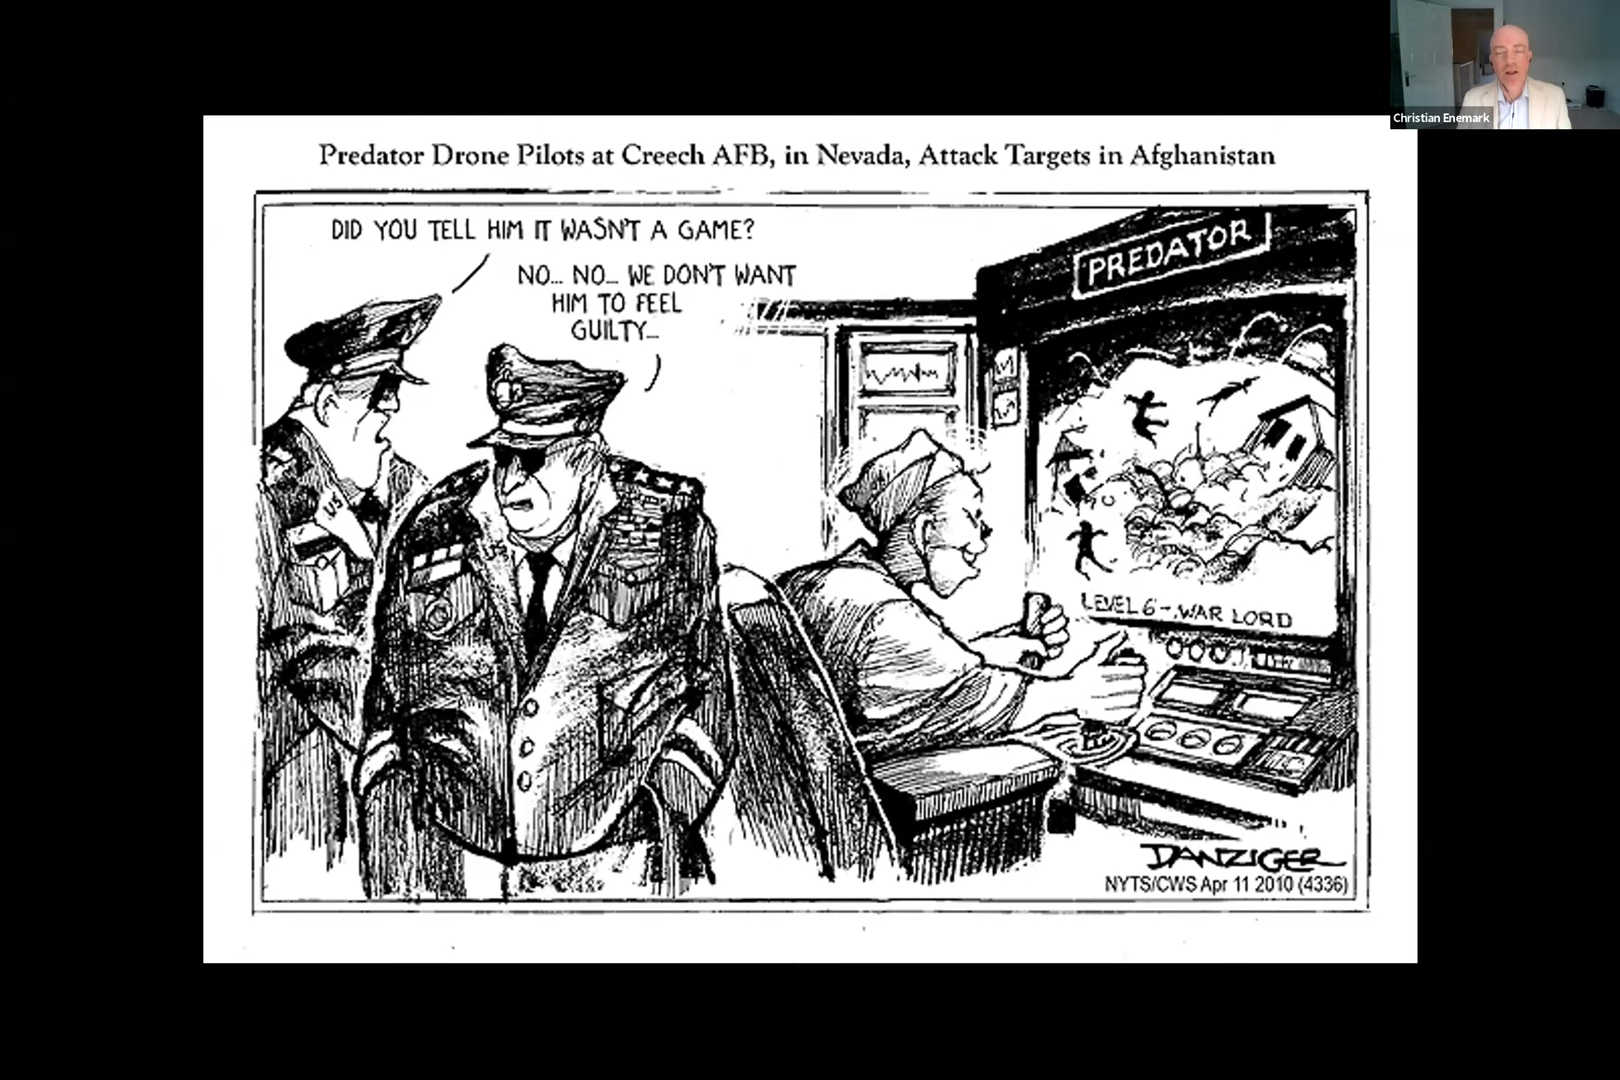 Christian Enemark
Predator Drone Pilots at Creech AFB, in Nevada, Attack Targets in Afghanistan
DID YOU TELL HIM IT WASN'T A GAME?
NO... NO... WE DON'T WANT
HIM TO FEEL
GUILTY...
PREDATOR
US
LEVEL 6 - WAR LORD
DANZIGER
NYTS/CWS Apr 11 2010 (4336)